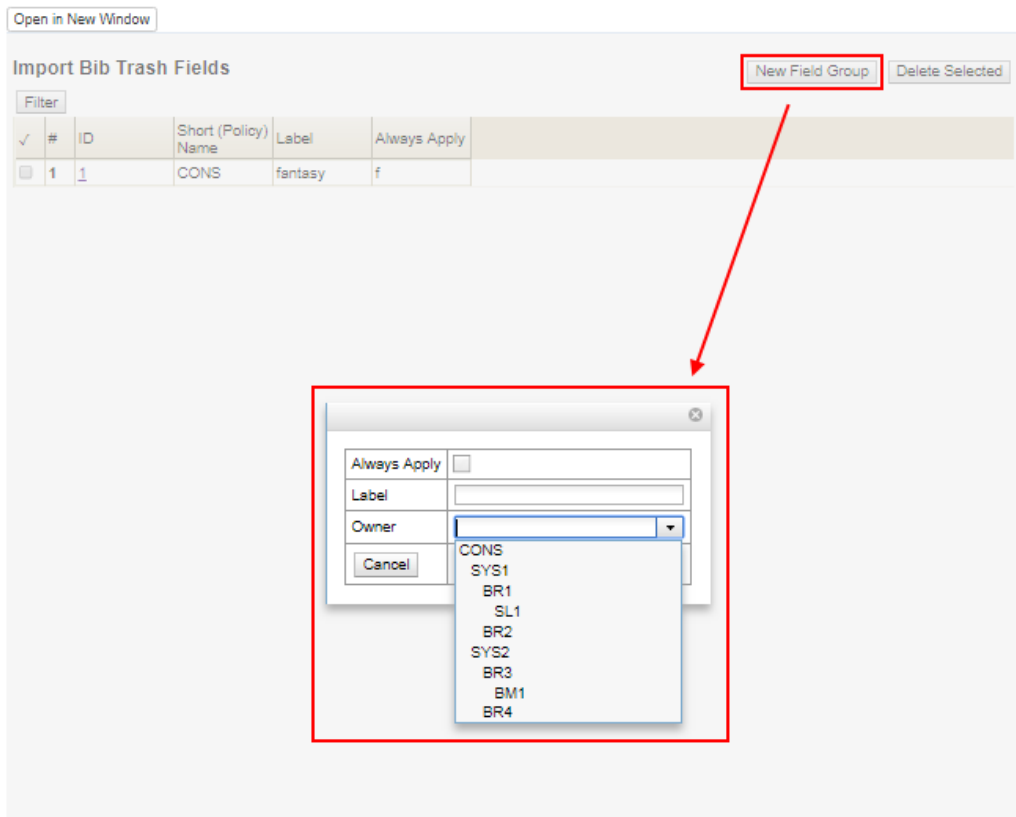 Open in New Window
Import Bib Trash Fields
New Field Group Delete Selected
Filter
✓ # ID Short (Policy) Name Label Always Apply
1 1 CONS fantasy f
Always Apply
Label
Owner
Cancel
CONS
SYS1
BR1
SL1
BR2
SYS2
BR3
BM1
BR4